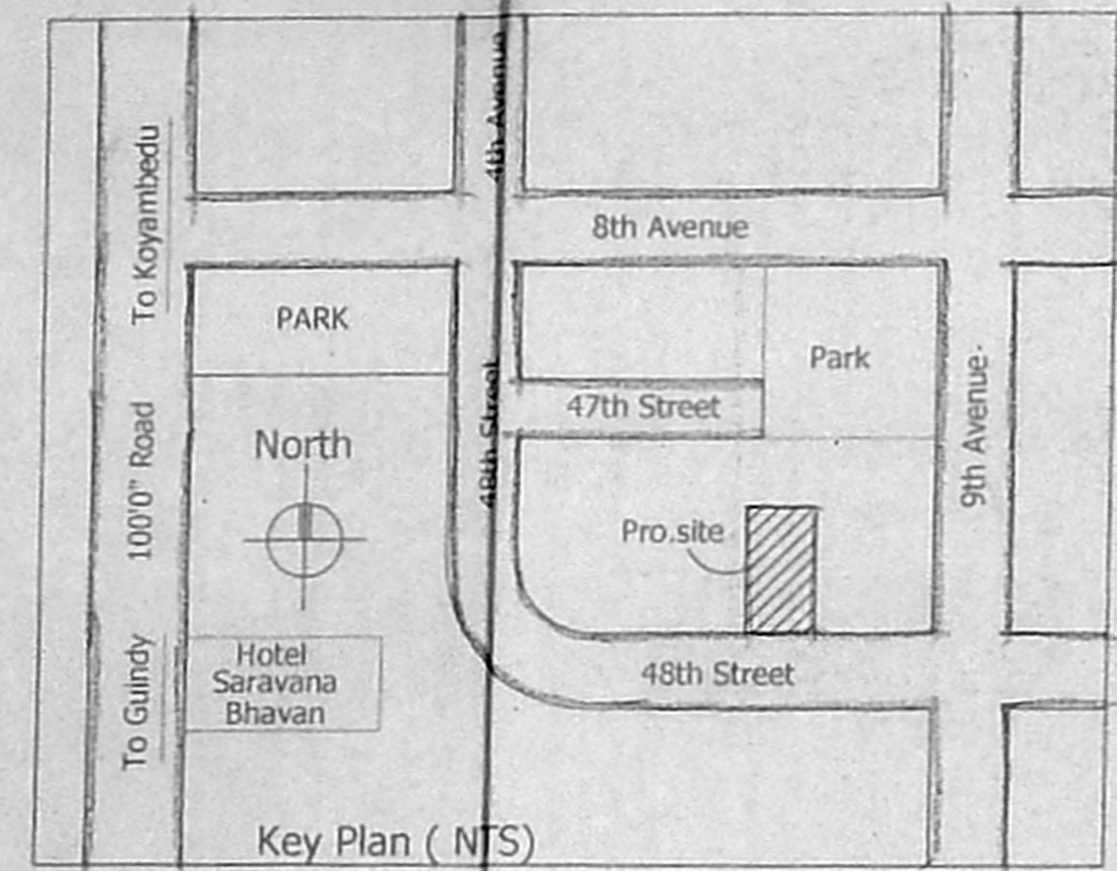 4th Avenue
To Koyambedu
8th Avenue
PARK
Park
47th Street
48th Street
9th Avenue
North
100'0" Road
Pro.site
To Guindy
Hotel
Saravana
Bhavan
48th Street
Key Plan ( NTS)